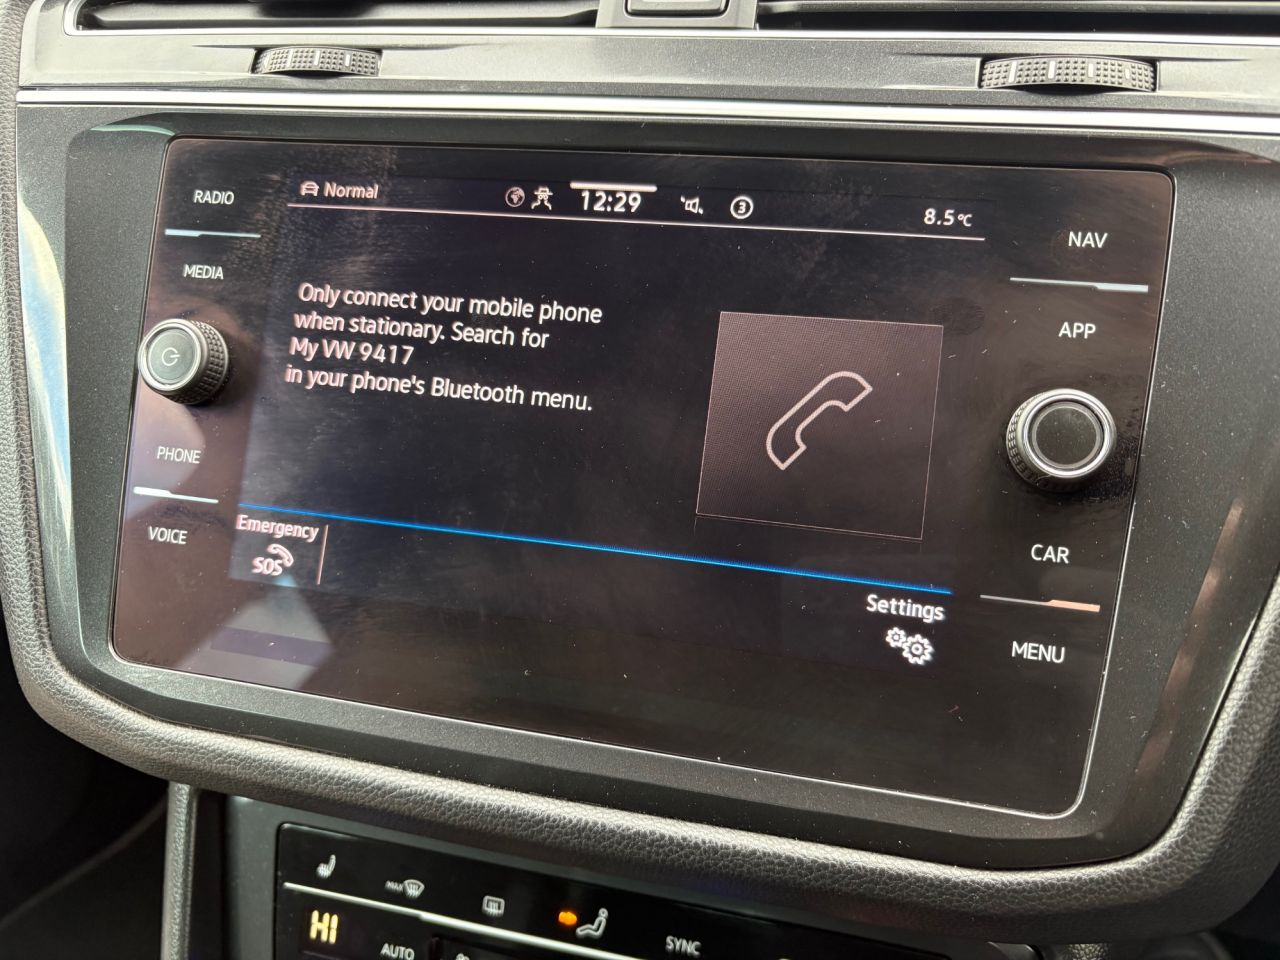 RADIO
MEDIA
PHONE
VOICE
Normal
12:29
3
8.5°C
Only connect your mobile phone
when stationary. Search for
My VW 9417
in your phone's Bluetooth menu.
Emergency
SOS
Settings
NAV
APP
CAR
MENU
MAX
HI
AUTO
SYNC